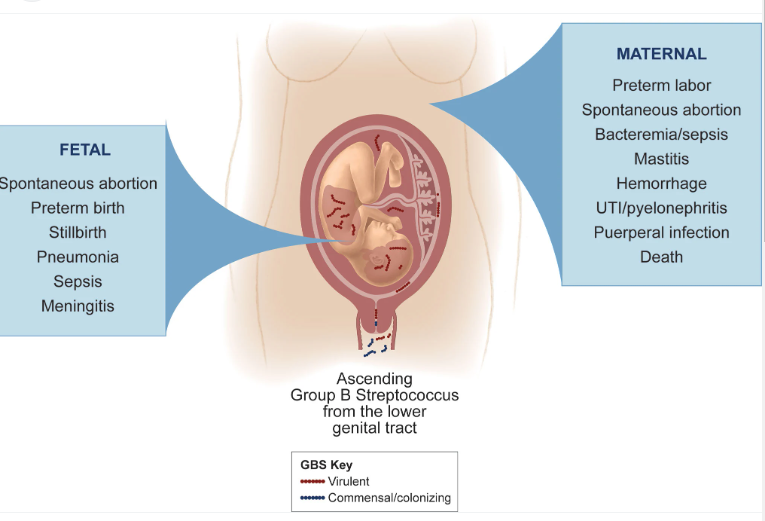 FETAL
Spontaneous abortion
Preterm birth
Stillbirth
Pneumonia
Sepsis
Meningitis
MATERNAL
Preterm labor
Spontaneous abortion
Bacteremia/sepsis
Mastitis
Hemorrhage
UTI/pyelonephritis
Puerperal infection
Death
Ascending
Group B Streptococcus
from the lower
genital tract
GBS Key
Virulent
Commensal/colonizing